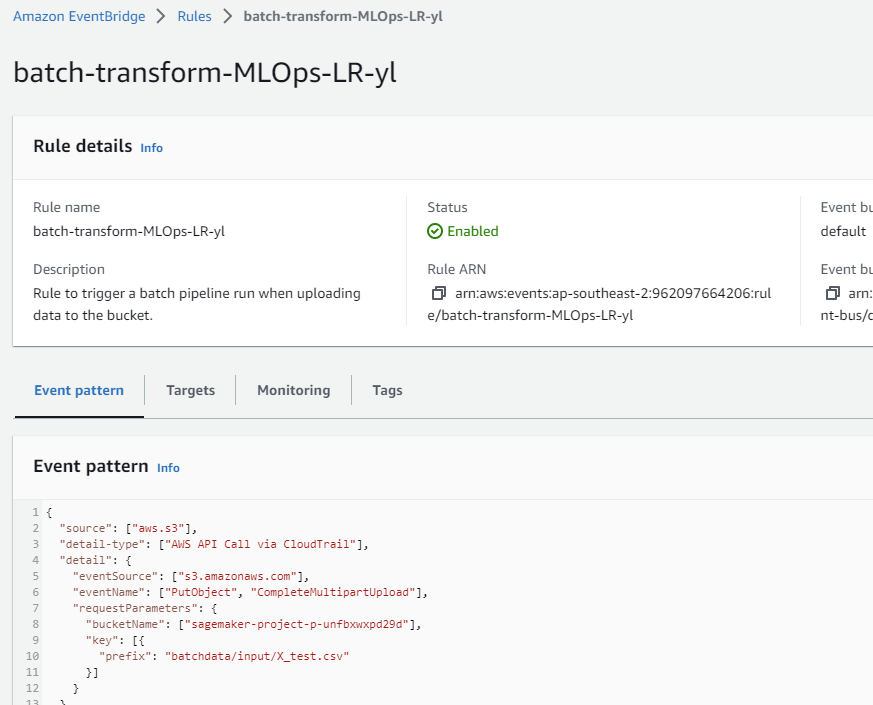 Amazon EventBridge > Rules > batch-transform-MLOps-LR-yl
batch-transform-MLOps-LR-yl
Rule details Info
Rule name
batch-transform-MLOps-LR-yl
Description
Rule to trigger a batch pipeline run when uploading
data to the bucket.
Status
Enabled
Rule ARN
arn:aws:events:ap-southeast-2:962097664206:rul
e/batch-transform-MLOps-LR-yl
Event bu
default
Event bu
arn:
nt-bus/d
Event pattern Targets Monitoring Tags
Event pattern Info
1 {
2 "source": ["aws.s3"],
3 "detail-type": ["AWS API Call via CloudTrail"],
4 "detail": {
5 "eventSource": ["s3.amazonaws.com"],
6 "eventName": ["PutObject", "CompleteMultipartUpload"],
7 "requestParameters": {
8 "bucketName": ["sagemaker-project-p-unfbxwxpd29d"],
9 "key": [{
10 "prefix": "batchdata/input/X_test.csv"
11 }]
12 }
13 }